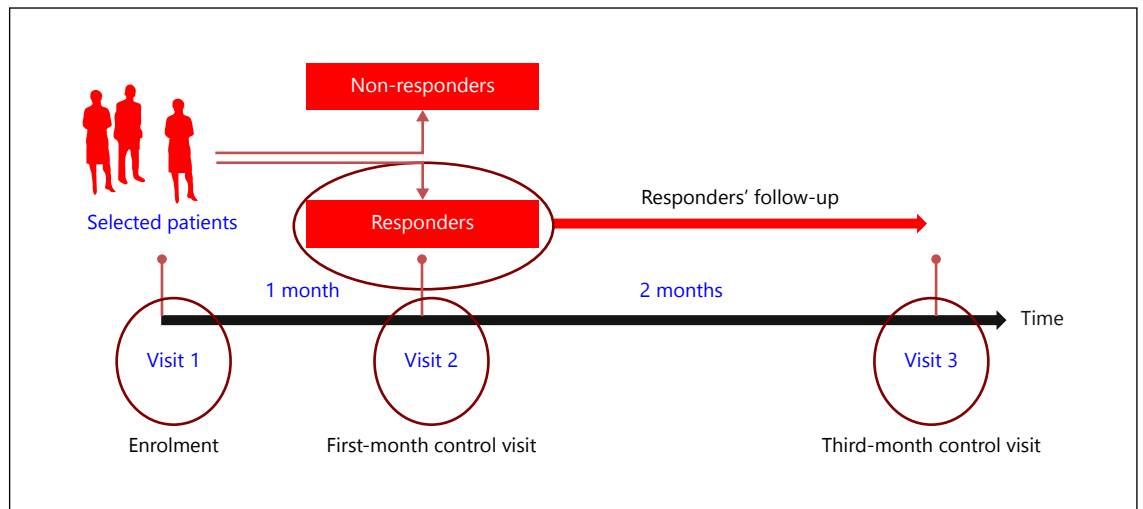 Non-responders
Selected patients
Responders
Responders’ follow-up
1 month
2 months
Time
Visit 1
Visit 2
Visit 3
Enrolment
First-month control visit
Third-month control visit